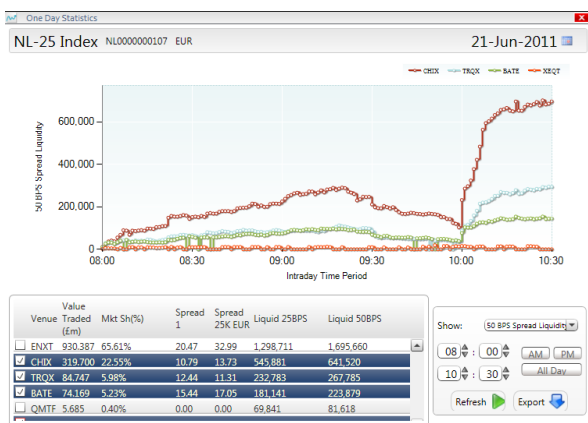 One Day Statistics
X
NL-25 Index NL0000000107 EUR 21-Jun-2011
CHIX TRQX BATE XEQT
50 BPS Spread Liquidity
600,000
400,000
200,000
0
08:00 08:30 09:00 09:30 10:00 10:30
Intraday Time Period
Venue Value Traded (£m) Mkt Sh(%) Spread 1 Spread 25K EUR Liquid 25BPS Liquid 50BPS
ENXT 930.387 65.61% 20.47 32.99 1,298,711 1,695,660
CHIX 319.700 22.55% 10.79 13.73 545,881 641,520
TRQX 84.747 5.98% 12.44 11.31 232,783 267,785
BATE 74.169 5.23% 15.44 17.05 181,141 223,879
QMTF 5.685 0.40% 0.00 0.00 69,841 81,618
Show: 50 BPS Spread Liquidity
08 : 00 AM PM
10 : 30 All Day
Refresh Export